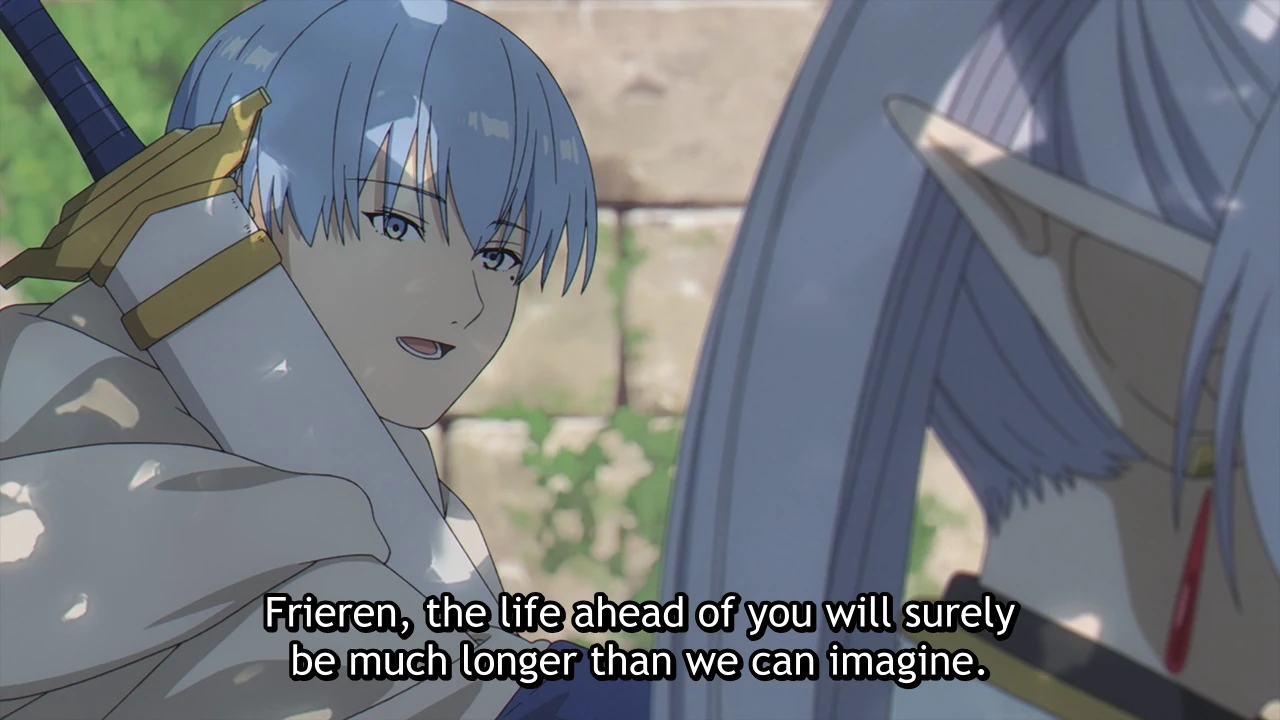 Frieren, the life ahead of you will surely
be much longer than we can imagine.